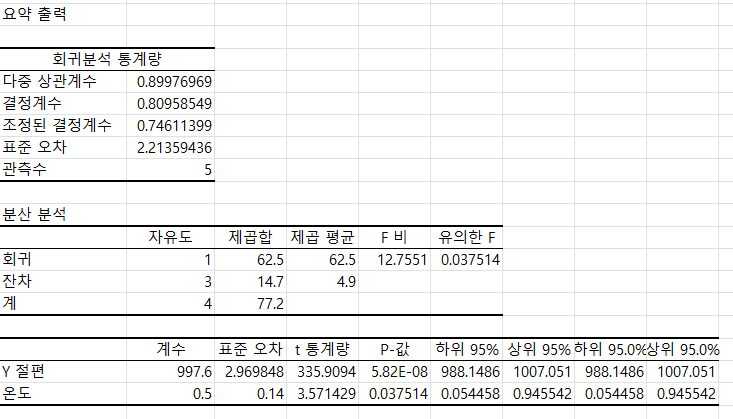 요약 출력
회귀분석 통계량
다중 상관계수 0.89976969
결정계수 0.80958549
조정된 결정계수 0.74611399
표준 오차 2.21359436
관측수 5
분산 분석
자유도 제곱합 제곱 평균 F 비 유의한 F
회귀 1 62.5 62.5 12.7551 0.037514
잔차 3 14.7 4.9
계 4 77.2
계수 표준 오차 t 통계량 P-값 하위 95% 상위 95% 하위 95.0% 상위 95.0%
Y 절편 997.6 2.969848 335.9094 5.82E-08 988.1486 1007.051 988.1486 1007.051
온도 0.5 0.14 3.571429 0.037514 0.054458 0.945542 0.054458 0.945542